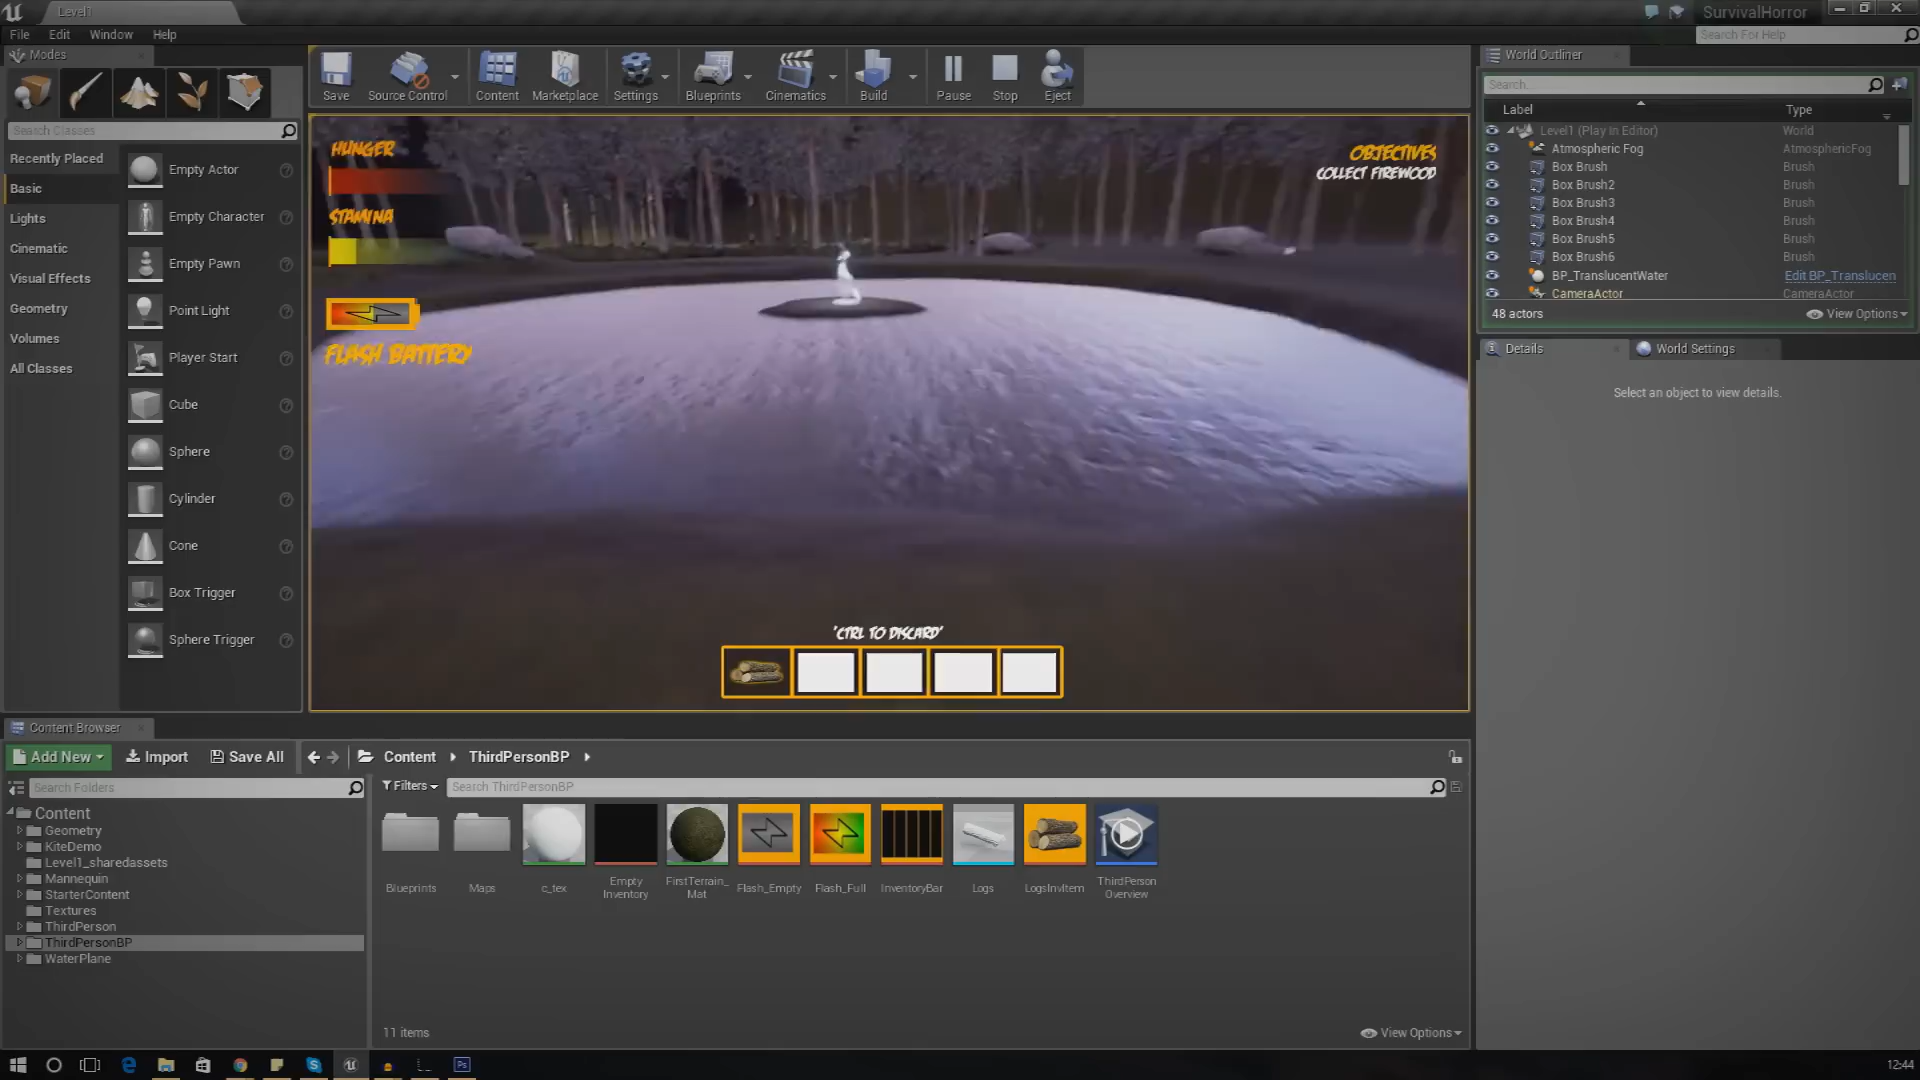 Level1
SurvivalHorror
File Edit Window Help
Search For Help
Modes
Save
Source Control
Content
Marketplace
Settings
Blueprints
Cinematics
Build
Pause
Stop
Eject
Search Classes
Recently Placed
Basic
Lights
Cinematic
Visual Effects
Geometry
Volumes
All Classes
Empty Actor
Empty Character
Empty Pawn
Point Light
Player Start
Cube
Sphere
Cylinder
Cone
Box Trigger
Sphere Trigger
HUNGER
STAMINA
FLASH BATTERY
OBJECTIVES
COLLECT FIREWOOD
'CTRL TO DISCARD'
World Outliner
Search...
Label Type
Level1 (Play In Editor) World
Atmospheric Fog AtmosphericFog
Box Brush Brush
Box Brush2 Brush
Box Brush3 Brush
Box Brush4 Brush
Box Brush5 Brush
Box Brush6 Brush
BP_TranslucentWater Edit BP_Translucen
CameraActor CameraActor
48 actors View Options
Details World Settings
Select an object to view details.
Content Browser
Add New Import Save All Content ThirdPersonBP
Search Folders
Filters Search ThirdPersonBP
Content
Geometry
KiteDemo
Level1_sharedassets
Mannequin
StarterContent
Textures
ThirdPerson
ThirdPersonBP
WaterPlane
Blueprints
Maps
c_tex
Empty
Inventory
FirstTerrain_
Mat
Flash_Empty
Flash_Full
InventoryBar
Logs
LogsInvItem
ThirdPerson
Overview
11 items View Options
Ps
12:44